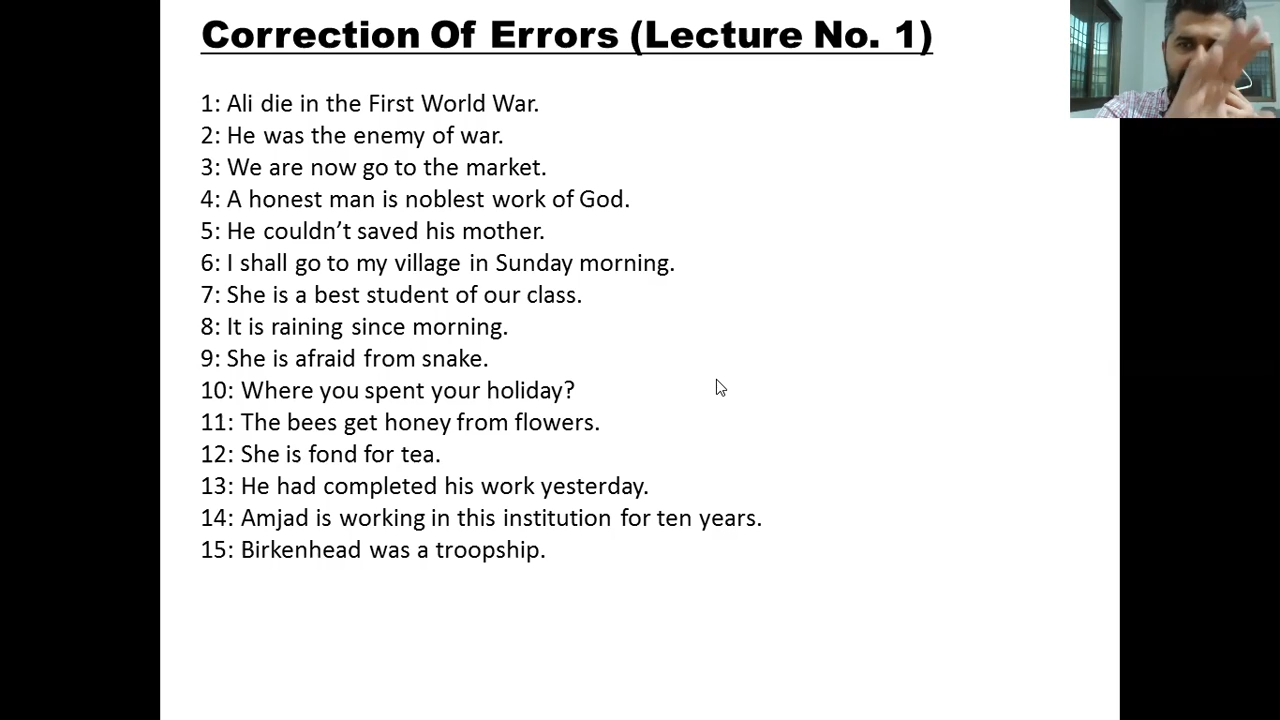 Correction Of Errors (Lecture No. 1)
1: Ali die in the First World War.
2: He was the enemy of war.
3: We are now go to the market.
4: A honest man is noblest work of God.
5: He couldn’t saved his mother.
6: I shall go to my village in Sunday morning.
7: She is a best student of our class.
8: It is raining since morning.
9: She is afraid from snake.
10: Where you spent your holiday?
11: The bees get honey from flowers.
12: She is fond for tea.
13: He had completed his work yesterday.
14: Amjad is working in this institution for ten years.
15: Birkenhead was a troopship.